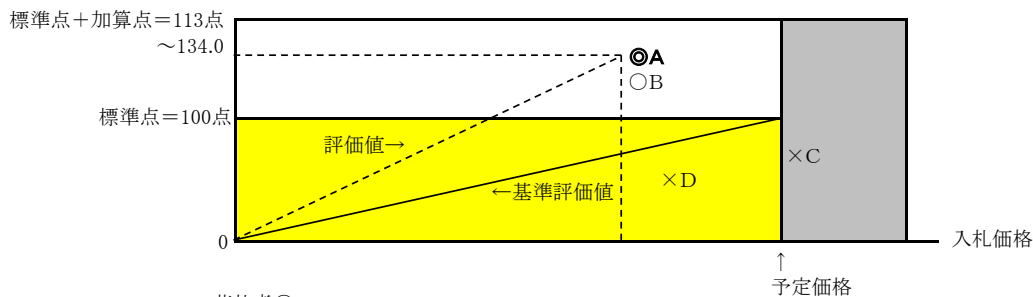 標準点+加算点=113点
~134.0
◎A
○B
標準点=100点
評価値→
×C
×D
←基準評価値
0
入札価格
↑
予定価格